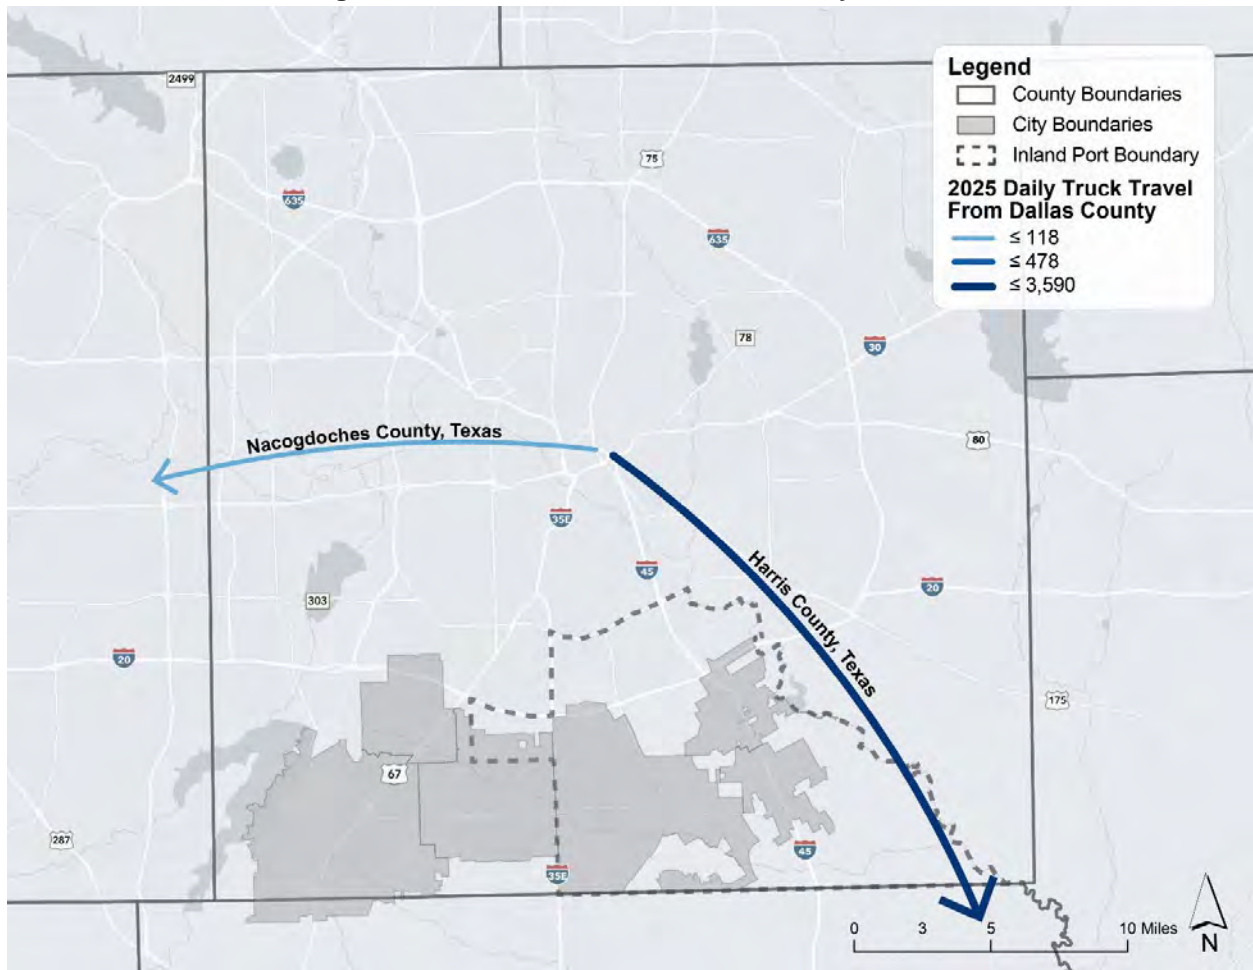 2499
75
635
635
78
30
80
Nacogdoches County, Texas
35E
45
Harris County, Texas
20
303
20
175
67
287
45
35E
Legend
County Boundaries
City Boundaries
Inland Port Boundary
2025 Daily Truck Travel
From Dallas County
≤ 118
≤ 478
≤ 3,590
0 3 5 10 Miles
N